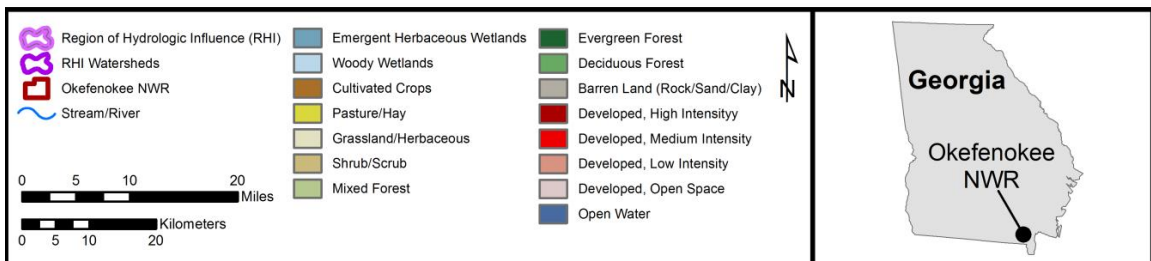 Region of Hydrologic Influence (RHI)
RHI Watersheds
Okefenokee NWR
Stream/River
Emergent Herbaceous Wetlands
Woody Wetlands
Cultivated Crops
Pasture/Hay
Grassland/Herbaceous
Shrub/Scrub
Mixed Forest
Evergreen Forest
Deciduous Forest
Barren Land (Rock/Sand/Clay)
Developed, High Intensityy
Developed, Medium Intensity
Developed, Low Intensity
Developed, Open Space
Open Water
N
0 5 10 20
Miles
Kilometers
0 5 10 20
Georgia
Okefenokee
NWR